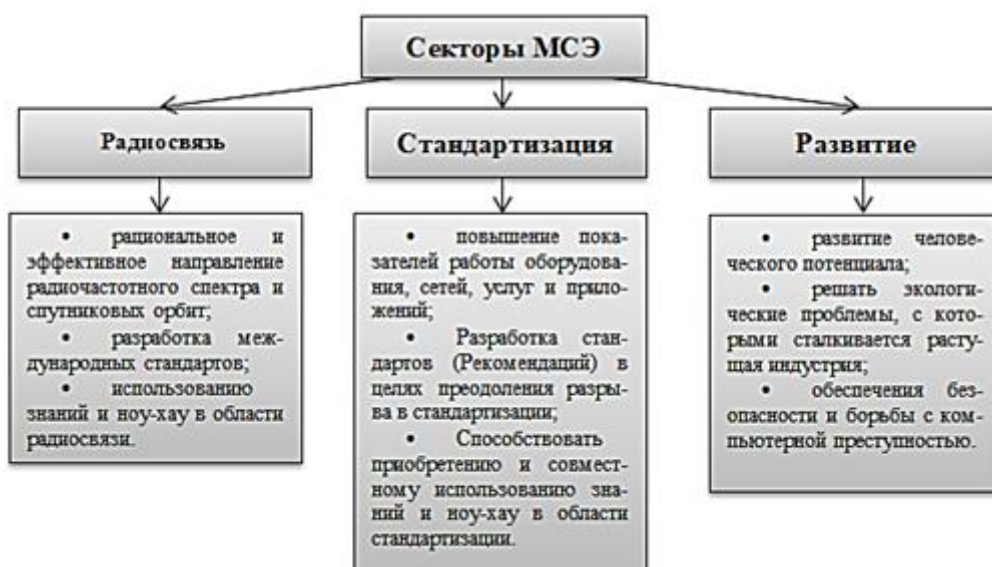 Секторы МСЭ
Радиосвязь
Стандартизация
Развитие
• рациональное и
эффективное направление
радиочастотного спектра и
спутниковых орбит;
• разработка меж-
дународных стандартов;
• использованию
знаний и ноу-хау в области
радиосвязи.
• повышение пока-
зателей работы оборудова-
ния, сетей, услуг и прило-
жений;
• Разработка стан-
дартов (Рекомендаций) в
целях преодоления разры-
ва в стандартизации;
• Способствовать
приобретению и совмест-
ному использованию зна-
ний и ноу-хау в области
стандартизации.
• развитие челове-
ческого потенциала;
• решать экологи-
ческие проблемы, с кото-
рыми сталкивается расту-
щая индустрия;
• обеспечения без-
опасности и борьбы с ком-
пьютерной преступностью.